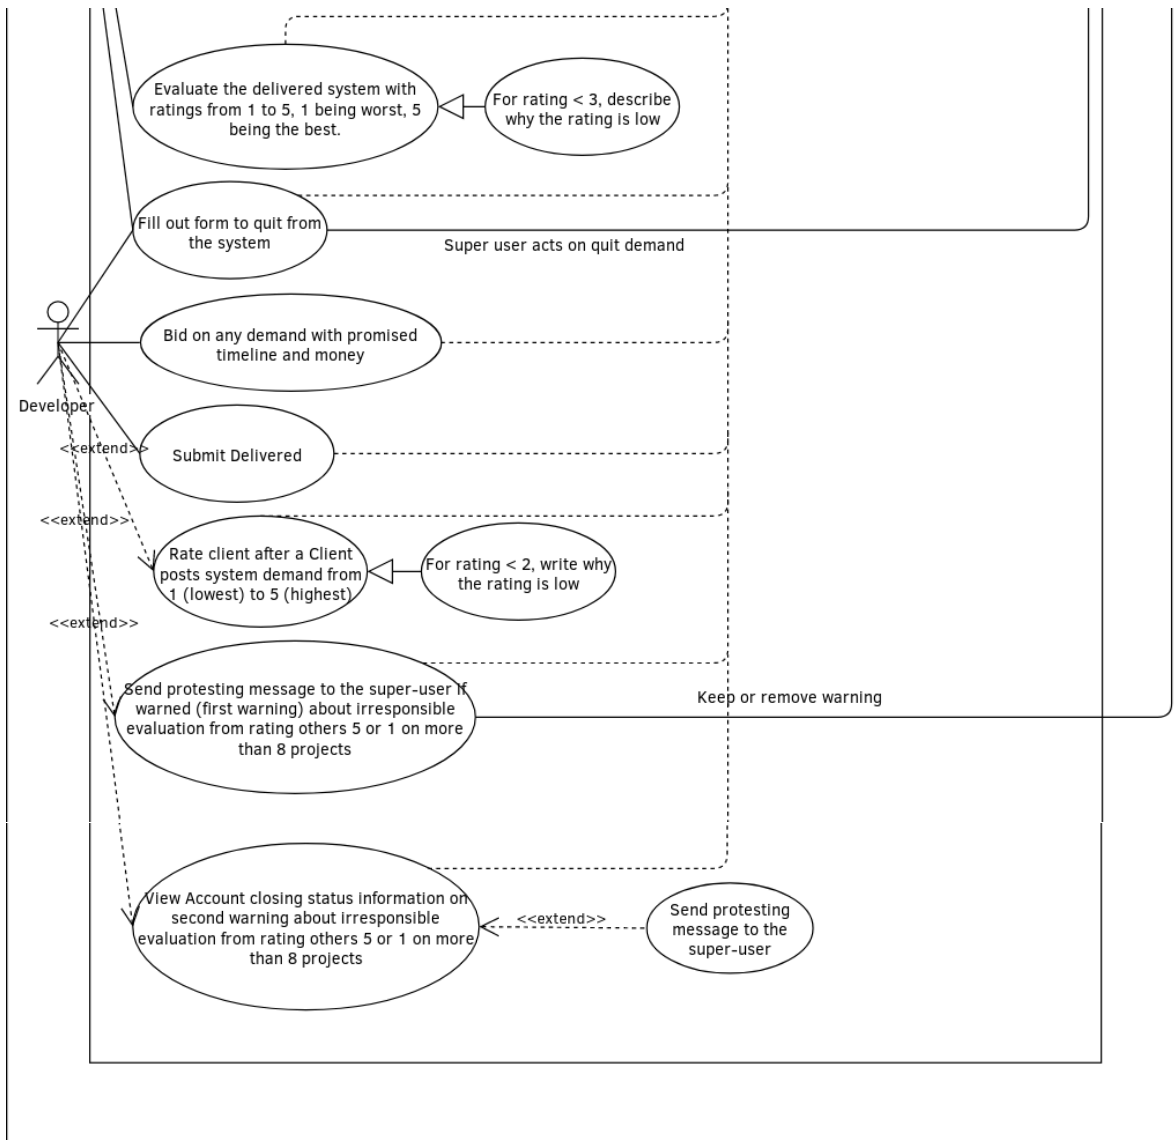 Evaluate the delivered system with
ratings from 1 to 5, 1 being worst, 5
being the best.
For rating < 3, describe
why the rating is low
Fill out form to quit from
the system
Super user acts on quit demand
Bid on any demand with promised
timeline and money
Developer
<<extend>>
Submit Delivered
<<extend>>
Rate client after a Client
posts system demand from
1 (lowest) to 5 (highest)
For rating < 2, write why
the rating is low
<<extend>>
Send protesting message to the super-user if
warned (first warning) about irresponsible
evaluation from rating others 5 or 1 on more
than 8 projects
Keep or remove warning
View Account closing status information on
second warning about irresponsible
evaluation from rating others 5 or 1 on more
than 8 projects
<<extend>>
Send protesting
message to the
super-user